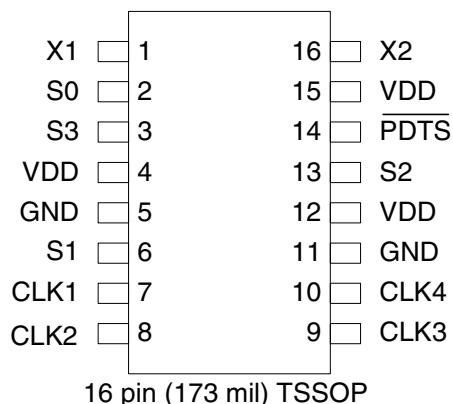 X1 1 16 X2
S0 2 15 VDD
S3 3 14 PDTS
VDD 4 13 S2
GND 5 12 VDD
S1 6 11 GND
CLK1 7 10 CLK4
CLK2 8 9 CLK3
16 pin (173 mil) TSSOP